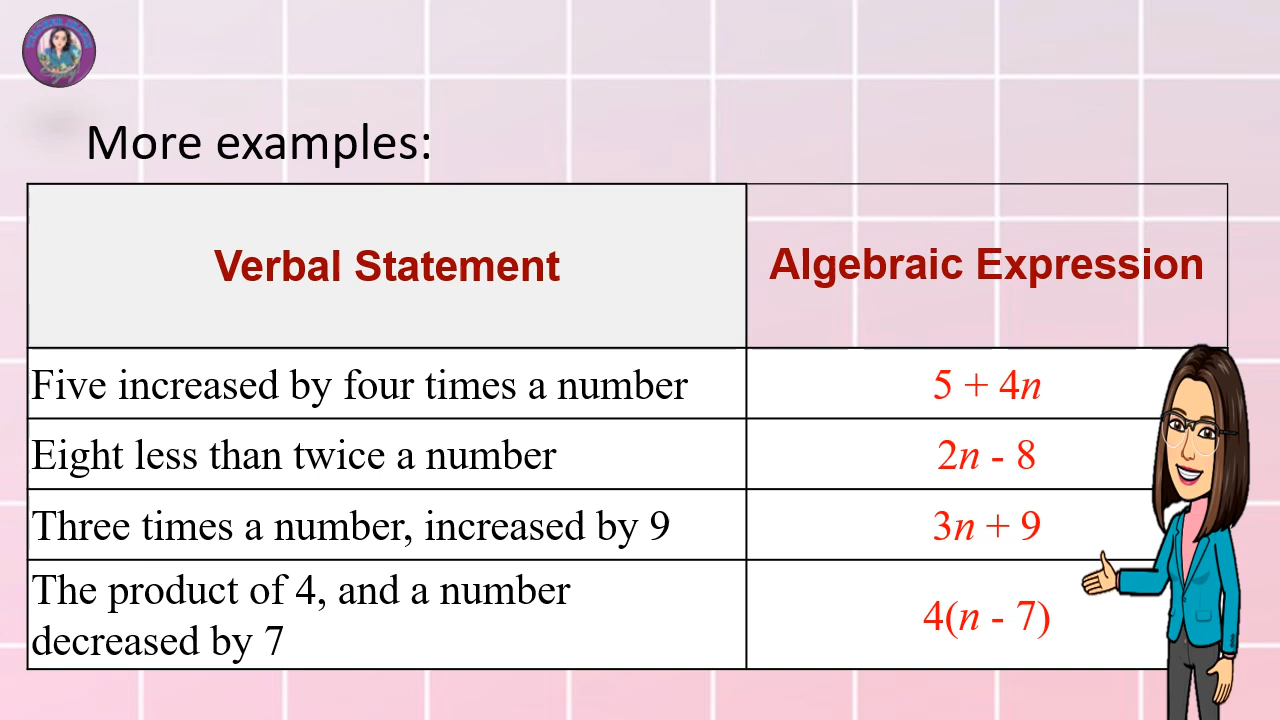 More examples:
Verbal Statement
Algebraic Expression
Five increased by four times a number
5 + 4n
Eight less than twice a number
2n - 8
Three times a number, increased by 9
3n + 9
The product of 4, and a number
decreased by 7
4(n - 7)